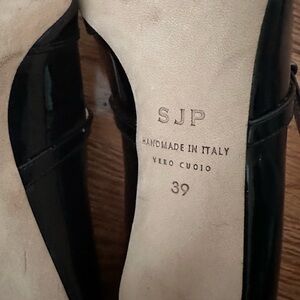 SJP
HANDMADE IN ITALY
VERO CUOIO
39